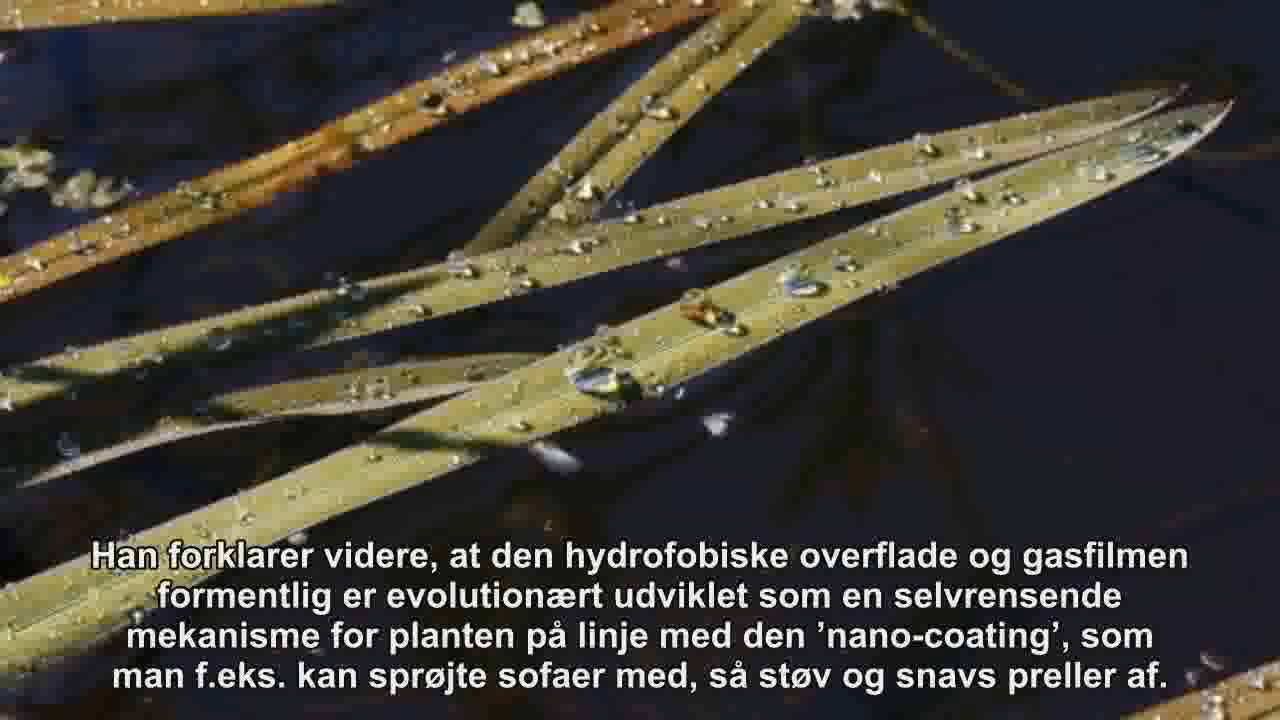 Han forklarer videre, at den hydrofobiske overflade og gasfilmen
formentlig er evolutionært udviklet som en selvrensende
mekanisme for planten på linje med den ’nano-coating’, som
man f.eks. kan sprøjte sofaer med, så støv og snavs preller af.